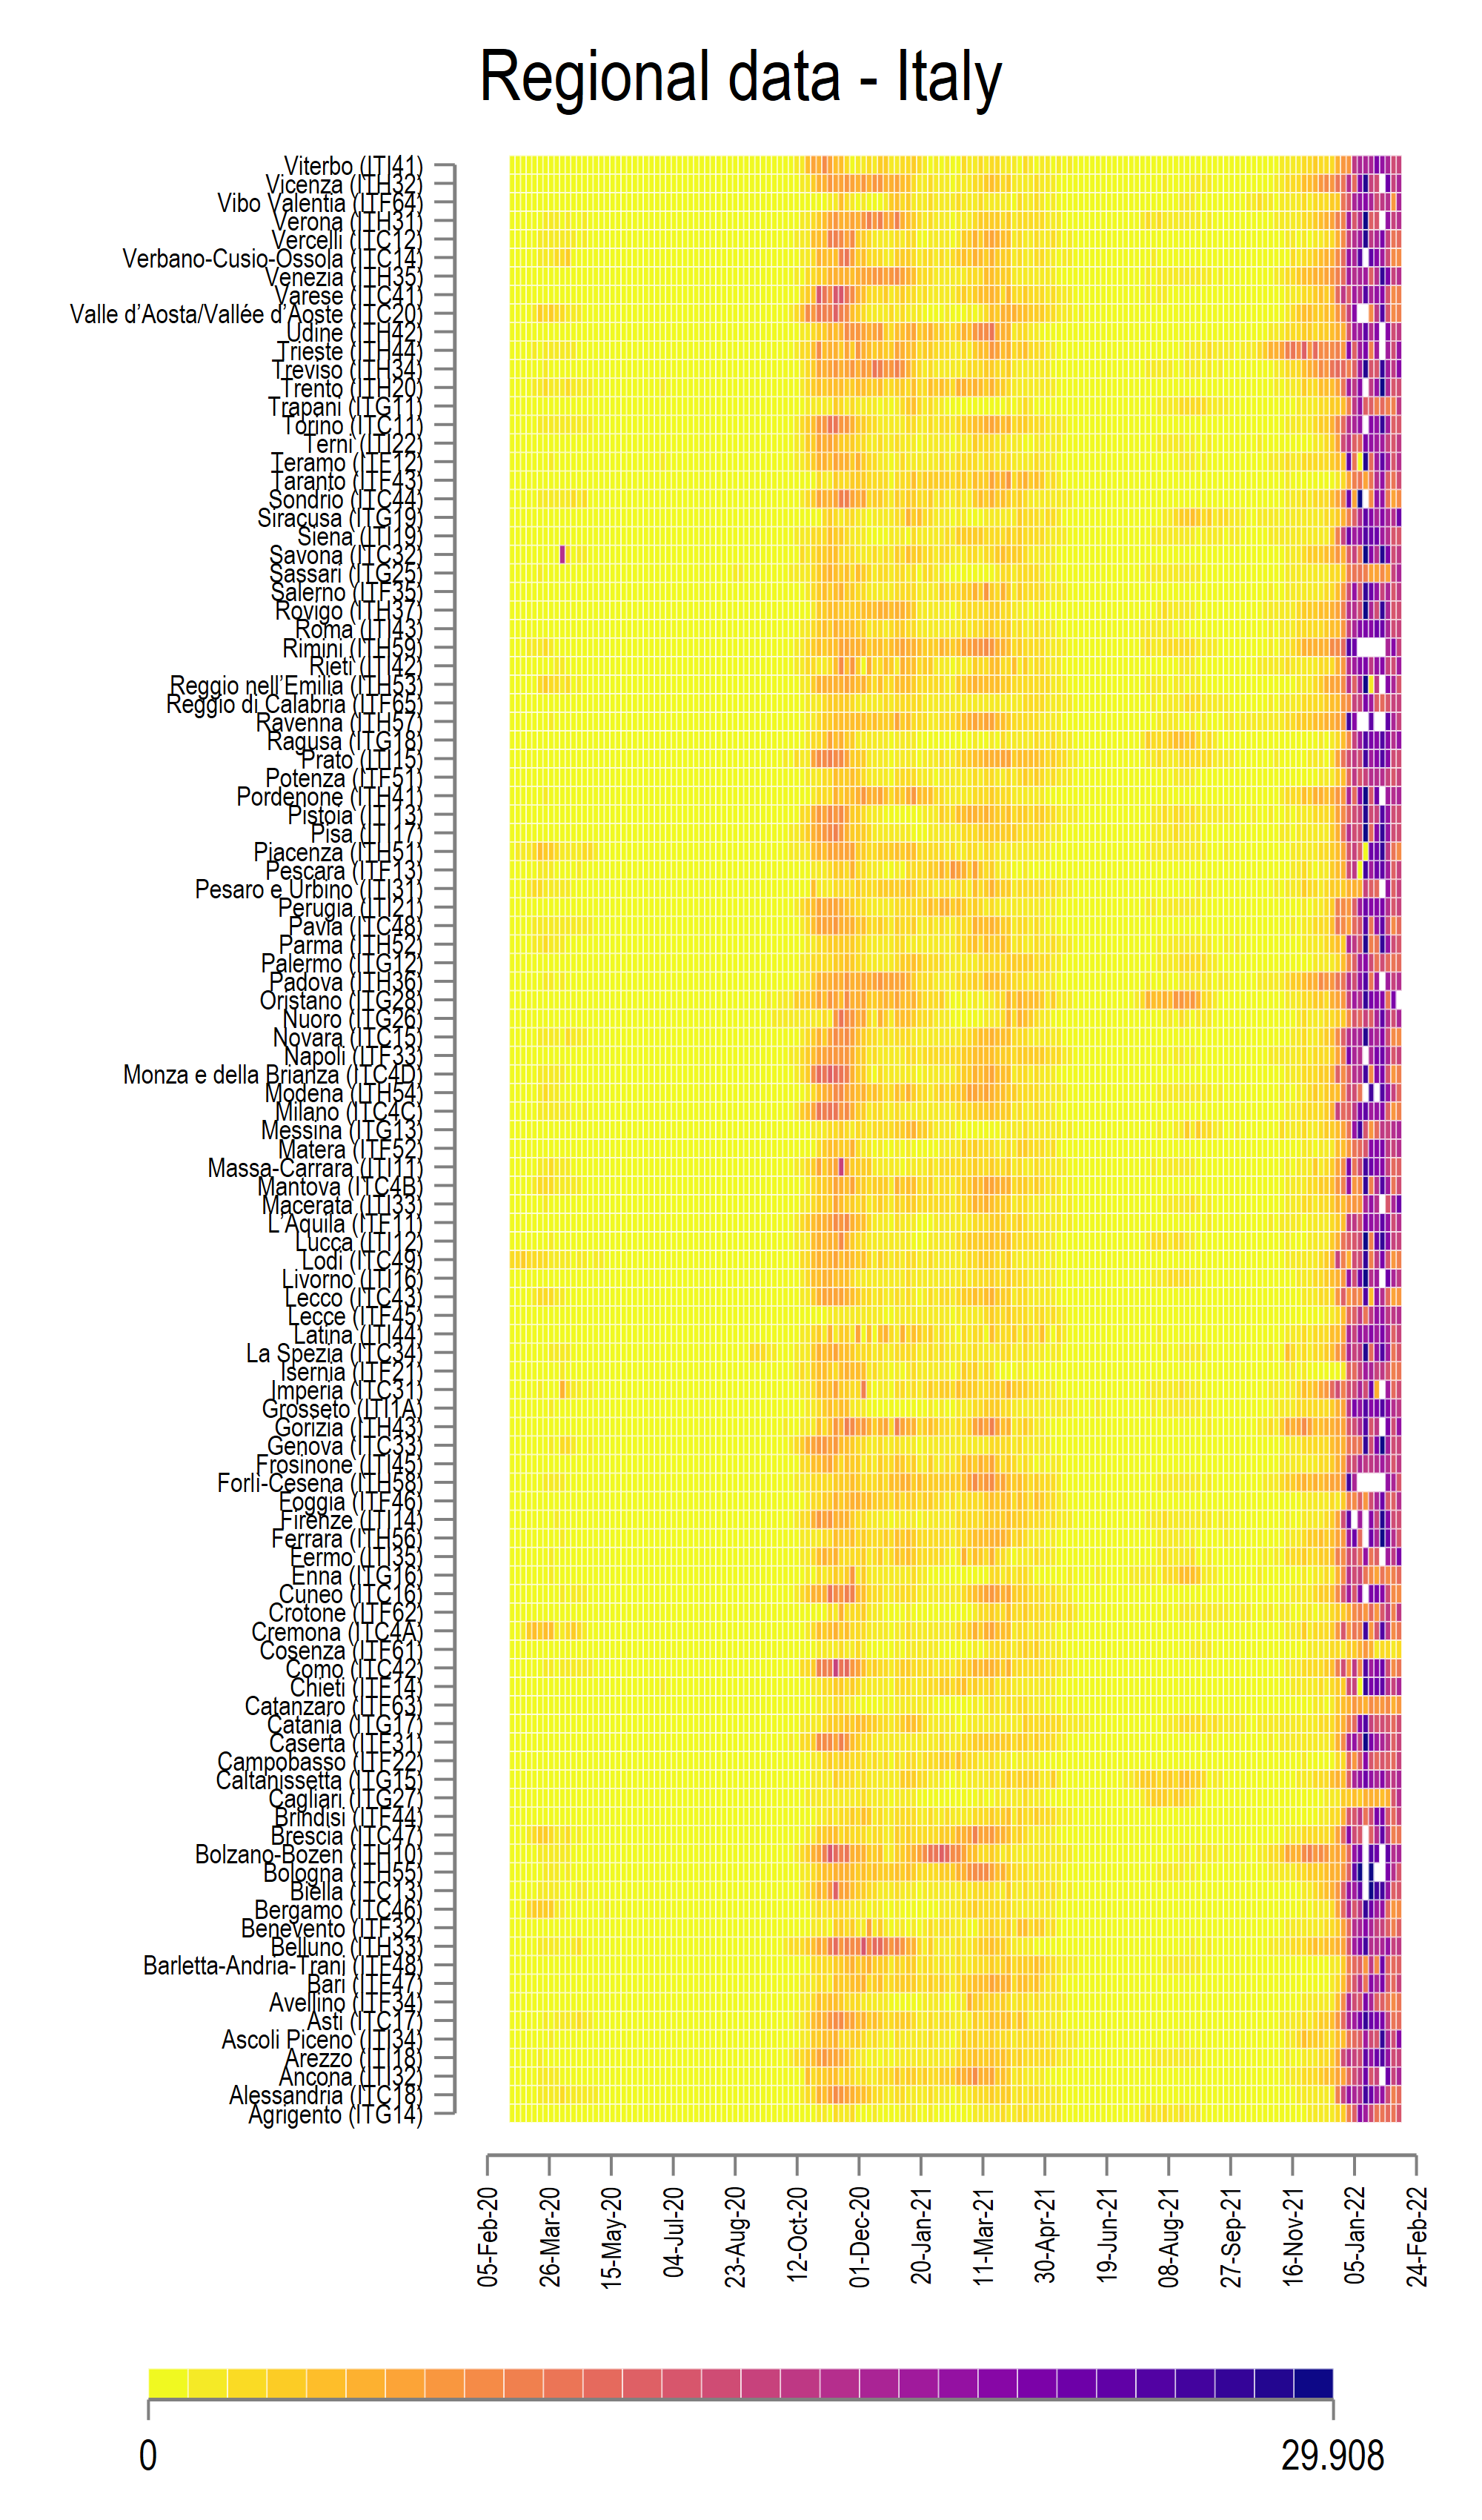 Regional data - Italy
Viterbo (ITI41)
Vicenza (ITH32)
Vibo Valentia (ITF64)
Verona (ITH31)
Vercelli (ITC12)
Verbano-Cusio-Ossola (ITC14)
Venezia (ITH35)
Varese (ITC41)
Valle d'Aosta/Vallée d'Aoste (ITC20)
Udine (ITH42)
Trieste (ITH44)
Treviso (ITH34)
Trento (ITH20)
Trapani (ITG11)
Torino (ITC11)
Terni (ITI22)
Teramo (ITF12)
Taranto (ITF43)
Sondrio (ITC44)
Siracusa (ITG19)
Siena (ITI19)
Savona (ITC32)
Sassari (ITG25)
Salerno (ITF35)
Rovigo (ITH37)
Roma (ITI43)
Rimini (ITH59)
Rieti (ITI42)
Reggio nell'Emilia (ITH53)
Reggio di Calabria (ITF65)
Ravenna (ITH57)
Ragusa (ITG18)
Prato (ITI15)
Potenza (ITF51)
Pordenone (ITH41)
Pistoia (ITI13)
Pisa (ITI17)
Piacenza (ITH51)
Pescara (ITF13)
Pesaro e Urbino (ITI31)
Perugia (ITI21)
Pavia (ITC48)
Parma (ITH52)
Palermo (ITG12)
Padova (ITH36)
Oristano (ITG28)
Nuoro (ITG26)
Novara (ITC15)
Napoli (ITF33)
Monza e della Brianza (ITC4D)
Modena (ITH54)
Milano (ITC4C)
Messina (ITG13)
Matera (ITF52)
Massa-Carrara (ITI11)
Mantova (ITC4B)
Macerata (ITI33)
L'Aquila (ITF11)
Lucca (ITI12)
Lodi (ITC49)
Livorno (ITI16)
Lecco (ITC43)
Lecce (ITF45)
Latina (ITI44)
La Spezia (ITC34)
Isernia (ITF21)
Imperia (ITC31)
Grosseto (ITI1A)
Gorizia (ITH43)
Genova (ITC33)
Frosinone (ITI45)
Forlì-Cesena (ITH58)
Foggia (ITF46)
Firenze (ITI14)
Ferrara (ITH56)
Fermo (ITI35)
Enna (ITG16)
Cuneo (ITC16)
Crotone (ITF62)
Cremona (ITC4A)
Cosenza (ITF61)
Como (ITC42)
Chieti (ITF14)
Catanzaro (ITF63)
Catania (ITG17)
Caserta (ITF31)
Campobasso (ITF22)
Caltanissetta (ITG15)
Cagliari (ITG27)
Brindisi (ITF44)
Brescia (ITC47)
Bolzano-Bozen (ITH10)
Bologna (ITH55)
Biella (ITC13)
Bergamo (ITC46)
Benevento (ITF32)
Belluno (ITH33)
Barletta-Andria-Trani (ITF48)
Bari (ITF47)
Avellino (ITF34)
Asti (ITC17)
Ascoli Piceno (ITI34)
Arezzo (ITI18)
Ancona (ITI32)
Alessandria (ITC18)
Agrigento (ITG14)
05-Feb-20
26-Mar-20
15-May-20
04-Jul-20
23-Aug-20
12-Oct-20
01-Dec-20
20-Jan-21
11-Mar-21
30-Apr-21
19-Jun-21
08-Aug-21
27-Sep-21
16-Nov-21
05-Jan-22
24-Feb-22
0
29.908